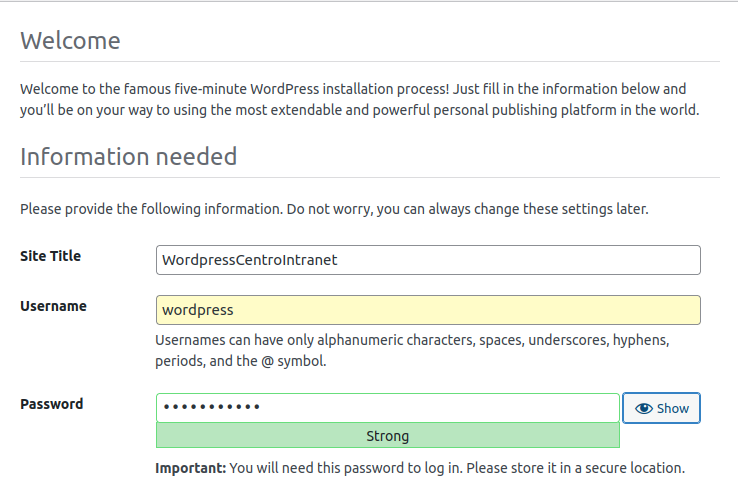 Welcome
Welcome to the famous five-minute WordPress installation process! Just fill in the information below and
you’ll be on your way to using the most extendable and powerful personal publishing platform in the world.
Information needed
Please provide the following information. Do not worry, you can always change these settings later.
Site Title
WordpressCentroIntranet
Username
wordpress
Usernames can have only alphanumeric characters, spaces, underscores, hyphens,
periods, and the @ symbol.
Password
•••••••••••
Show
Strong
Important: You will need this password to log in. Please store it in a secure location.